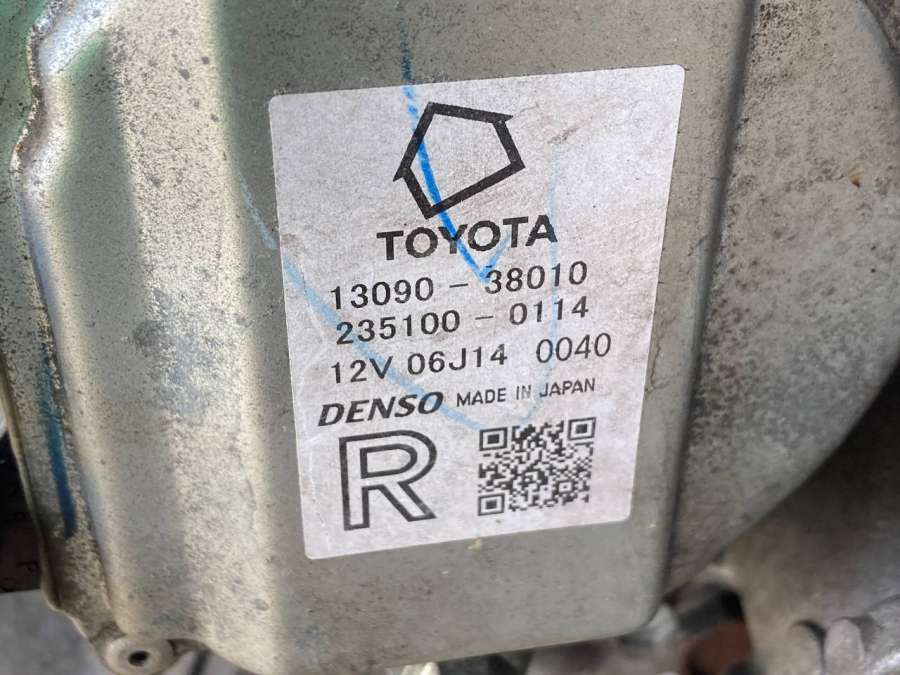 TOYOTA
13090 - 38010
235100 - 0114
12V 06J14 0040
DENSO MADE IN JAPAN
R